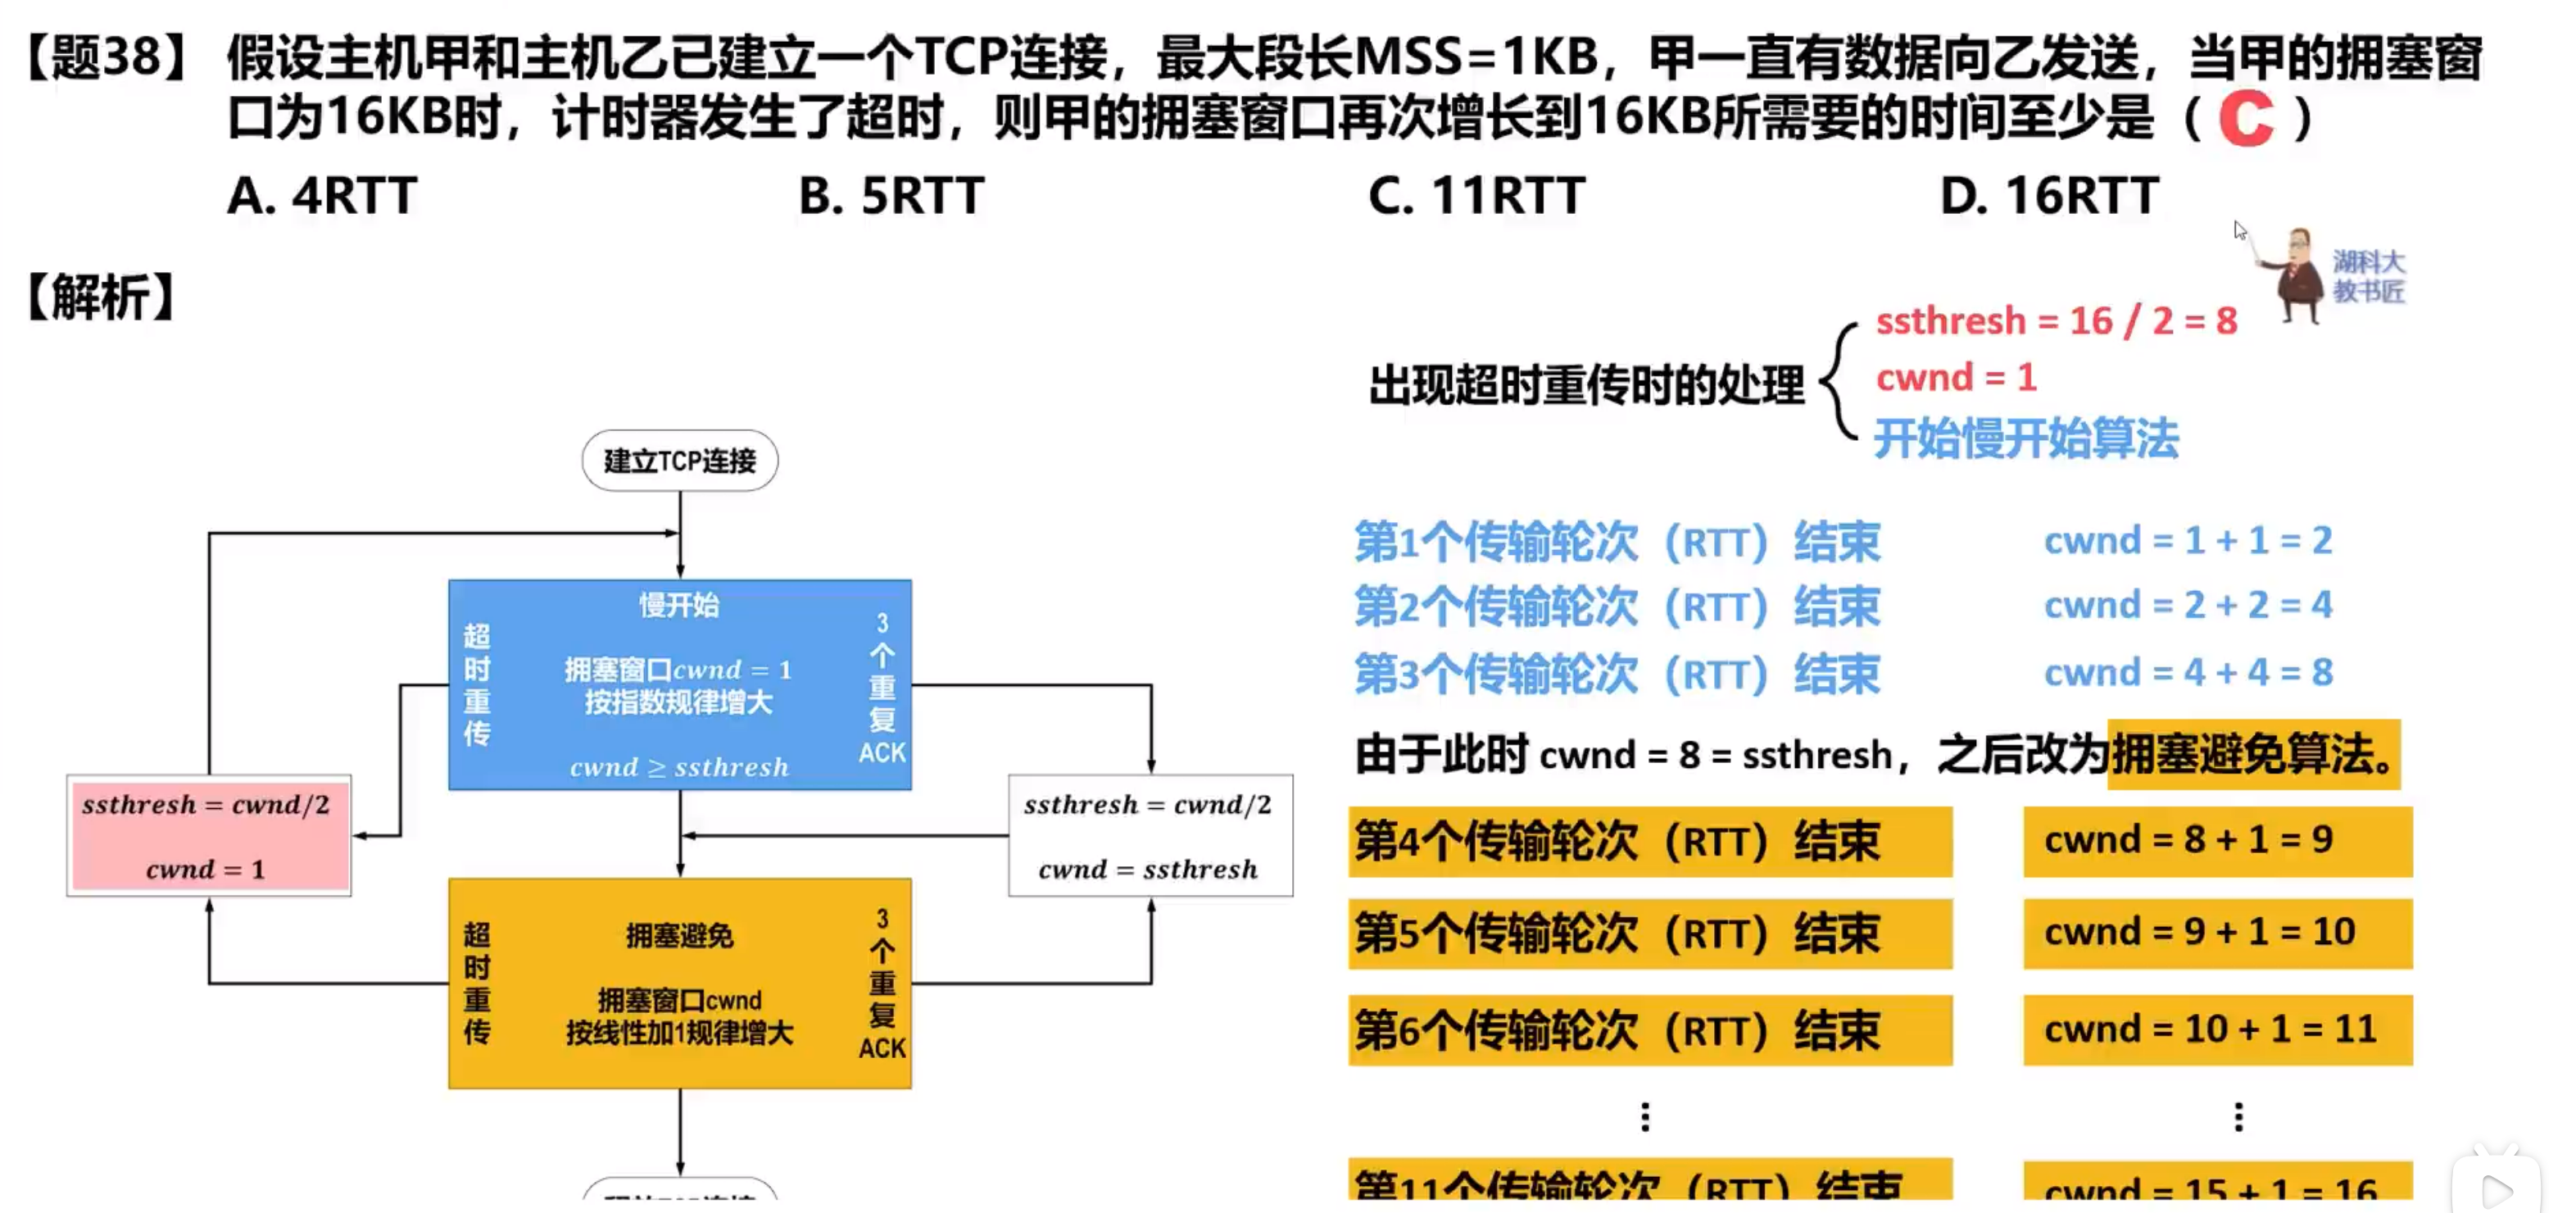 【题38】 假设主机甲和主机乙已建立一个TCP连接，最大段长MSS=1KB，甲一直有数据向乙发送，当甲的拥塞窗
口为16KB时，计时器发生了超时，则甲的拥塞窗口再次增长到16KB所需要的时间至少是（ C ）
A. 4RTT B. 5RTT C. 11RTT D. 16RTT
湖科大
教书匠
【解析】
建立TCP连接
慢开始
拥塞窗口cwnd = 1
按指数规律增大
cwnd ≥ ssthresh
超时重传
3个重复ACK
ssthresh = cwnd/2
cwnd = 1
ssthresh = cwnd/2
cwnd = ssthresh
拥塞避免
拥塞窗口cwnd
按线性加1规律增大
超时重传
3个重复ACK
出现超时重传时的处理
ssthresh = 16 / 2 = 8
cwnd = 1
开始慢开始算法
第1个传输轮次（RTT）结束 cwnd = 1 + 1 = 2
第2个传输轮次（RTT）结束 cwnd = 2 + 2 = 4
第3个传输轮次（RTT）结束 cwnd = 4 + 4 = 8
由于此时 cwnd = 8 = ssthresh，之后改为拥塞避免算法。
第4个传输轮次（RTT）结束 cwnd = 8 + 1 = 9
第5个传输轮次（RTT）结束 cwnd = 9 + 1 = 10
第6个传输轮次（RTT）结束 cwnd = 10 + 1 = 11
⋮ ⋮
第11个传输轮次（RTT）结束 cwnd = 15 + 1 = 16